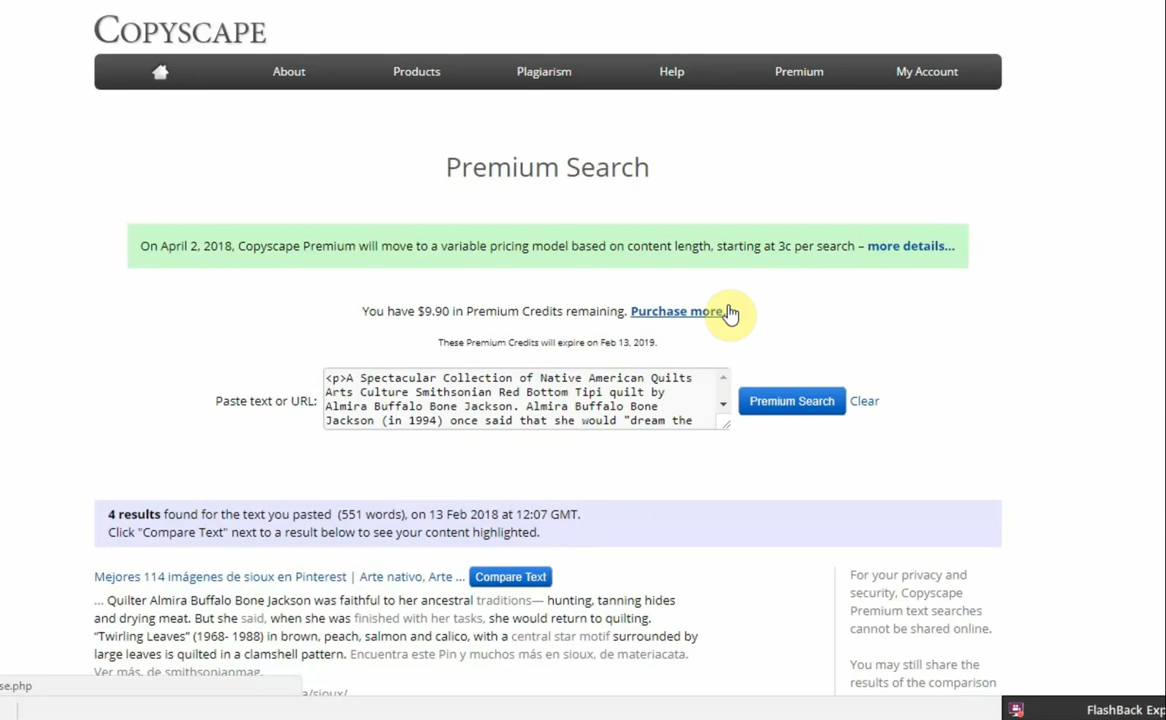 COPYSCAPE
About Products Plagiarism Help Premium My Account
Premium Search
On April 2, 2018, Copyscape Premium will move to a variable pricing model based on content length, starting at 3c per search – more details...
You have $9.90 in Premium Credits remaining. Purchase more
These Premium Credits will expire on Feb 13, 2019.
Paste text or URL:
<p>A Spectacular Collection of Native American Quilts
Arts Culture Smithsonian Red Bottom Tipi quilt by
Almira Buffalo Bone Jackson. Almira Buffalo Bone
Jackson (in 1994) once said that she would "dream the
Premium Search Clear
4 results found for the text you pasted (551 words), on 13 Feb 2018 at 12:07 GMT.
Click "Compare Text" next to a result below to see your content highlighted.
Mejores 114 imágenes de sioux en Pinterest | Arte nativo, Arte ... Compare Text
... Quilter Almira Buffalo Bone Jackson was faithful to her ancestral traditions— hunting, tanning hides
and drying meat. But she said, when she was finished with her tasks, she would return to quilting.
“Twirling Leaves” (1968- 1988) in brown, peach, salmon and calico, with a central star motif surrounded by
large leaves is quilted in a clamshell pattern. Encuentra este Pin y muchos más en sioux, de materiacata.
Ver más. de smithsonianmag.
a/sioux/
For your privacy and
security, Copyscape
Premium text searches
cannot be shared online.
You may still share the
results of the comparison
se.php
FlashBack Exp